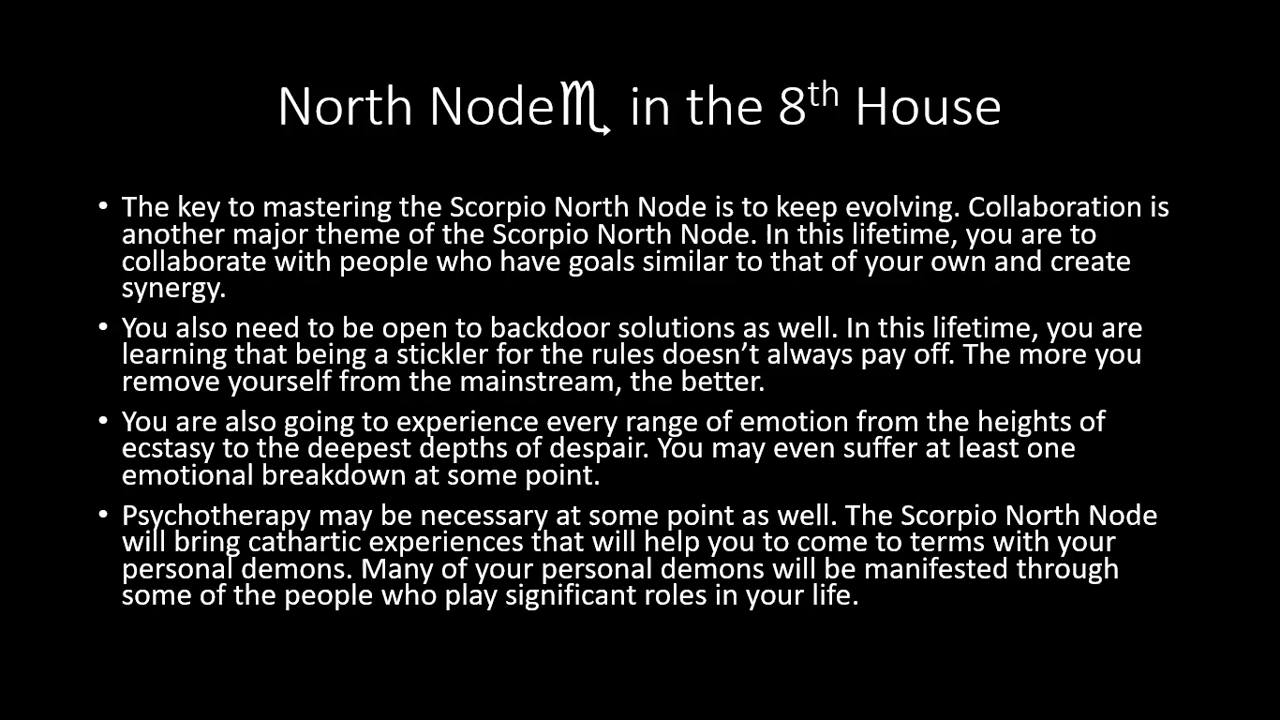 North Node♏ in the 8th House
• The key to mastering the Scorpio North Node is to keep evolving. Collaboration is
another major theme of the Scorpio North Node. In this lifetime, you are to
collaborate with people who have goals similar to that of your own and create
synergy.
• You also need to be open to backdoor solutions as well. In this lifetime, you are
learning that being a stickler for the rules doesn’t always pay off. The more you
remove yourself from the mainstream, the better.
• You are also going to experience every range of emotion from the heights of
ecstasy to the deepest depths of despair. You may even suffer at least one
emotional breakdown at some point.
• Psychotherapy may be necessary at some point as well. The Scorpio North Node
will bring cathartic experiences that will help you to come to terms with your
personal demons. Many of your personal demons will be manifested through
some of the people who play significant roles in your life.